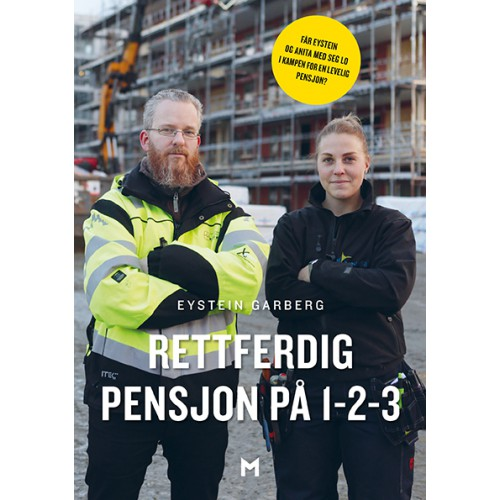 FÅR EYSTEIN
OG ANITA MED SEG LO
I KAMPEN FOR EN LEVELIG
PENSJON?
EYSTEIN GARBERG
RETTFERDIG
PENSJON PÅ 1-2-3
M